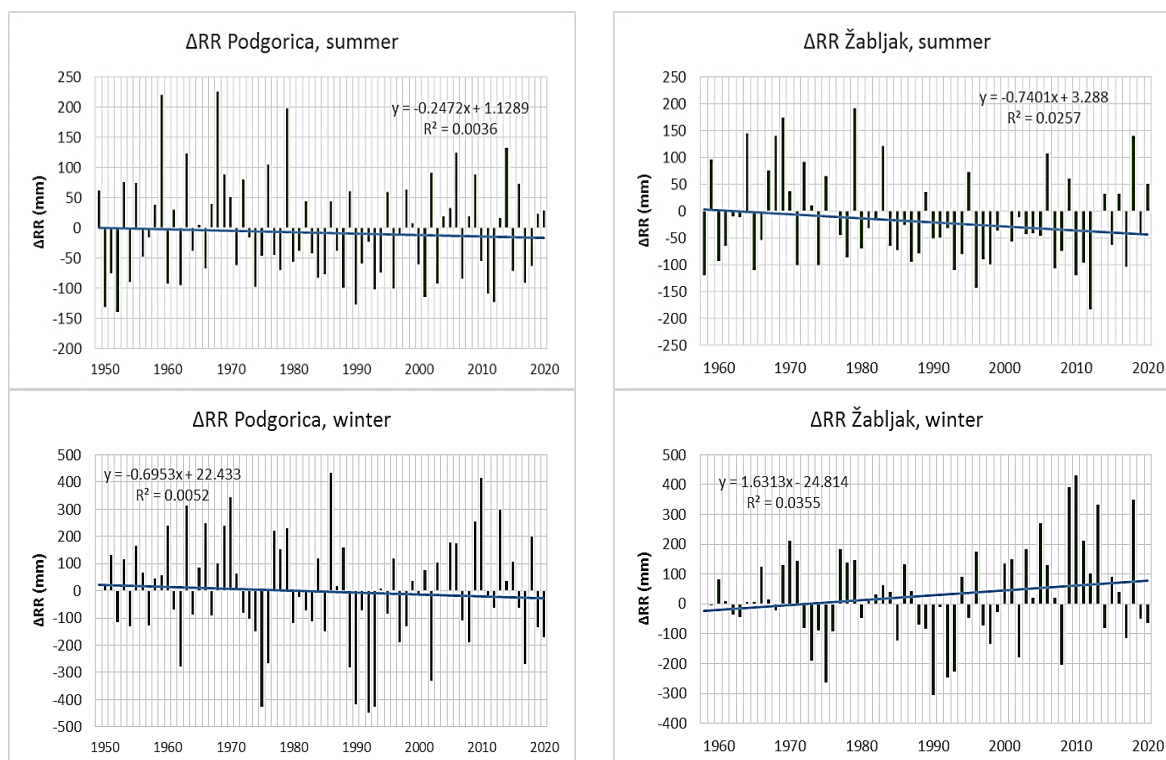 ΔRR Podgorica, summer
ΔRR (mm)
250
200
150
100
50
0
-50
-100
-150
-200
y = -0.2472x + 1.1289
R² = 0.0036
1950 1960 1970 1980 1990 2000 2010 2020
ΔRR Žabljak, summer
ΔRR (mm)
250
200
150
100
50
0
-50
-100
-150
-200
-250
y = -0.7401x + 3.288
R² = 0.0257
1960 1970 1980 1990 2000 2010 2020
ΔRR Podgorica, winter
ΔRR (mm)
500
400
300
200
100
0
-100
-200
-300
-400
-500
y = -0.6953x + 22.433
R² = 0.0052
1950 1960 1970 1980 1990 2000 2010 2020
ΔRR Žabljak, winter
ΔRR (mm)
500
400
300
200
100
0
-100
-200
-300
-400
y = 1.6313x - 24.814
R² = 0.0355
1960 1970 1980 1990 2000 2010 2020